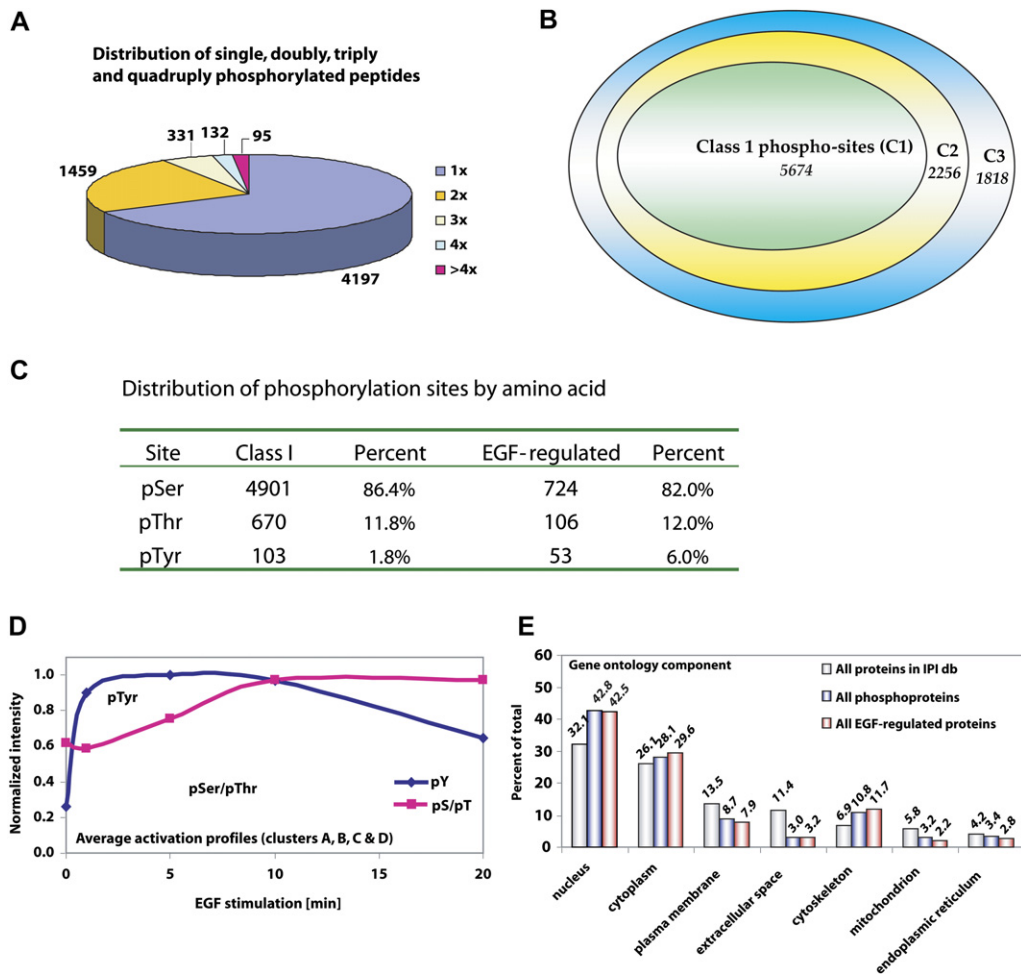 A
Distribution of single, doubly, triply
and quadruply phosphorylated peptides
331
132
95
1459
4197
1x
2x
3x
4x
>4x
B
Class 1 phospho-sites (C1)
5674
C2
2256
C3
1818
C
Distribution of phosphorylation sites by amino acid
Site Class I Percent EGF-regulated Percent
pSer 4901 86.4% 724 82.0%
pThr 670 11.8% 106 12.0%
pTyr 103 1.8% 53 6.0%
D
Normalized intensity
1.0
0.8
0.6
0.4
0.2
0.0
pTyr
pSer/pThr
pY
pS/pT
Average activation profiles (clusters A, B, C & D)
0 5 10 15 20
EGF stimulation [min]
E
Percent of total
60
50
40
30
20
10
0
Gene ontology component
All proteins in IPI db
All phosphoproteins
All EGF-regulated proteins
32.1 42.8 42.5
26.1 28.1 29.6
13.5 8.7 7.9
11.4 3.0 3.2
6.9 10.8 11.7
5.8 3.2 2.2
4.2 3.4 2.8
nucleus
cytoplasm
plasma membrane
extracellular space
cytoskeleton
mitochondrion
endoplasmic reticulum